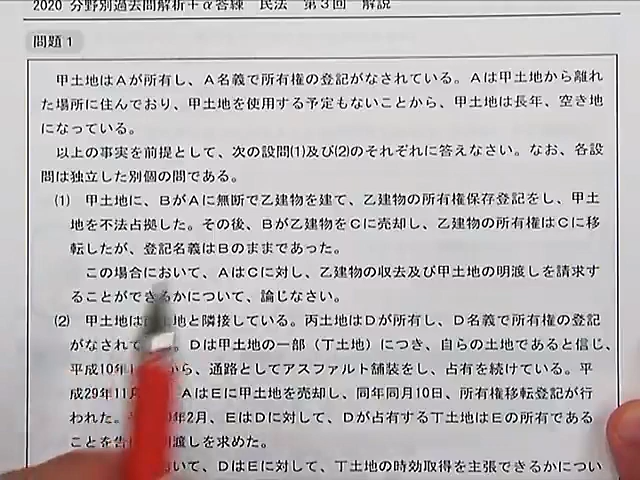 2020 分野別過去問解析＋α答練 民法 第3回 解説
問題1
甲土地はAが所有し、A名義で所有権の登記がなされている。Aは甲土地から離れ
た場所に住んでおり、甲土地を使用する予定もないことから、甲土地は長年、空き地
になっている。
以上の事実を前提として、次の設問(1)及び(2)のそれぞれに答えなさい。なお、各設
問は独立した別個の問である。
(1) 甲土地に、BがAに無断で乙建物を建て、乙建物の所有権保存登記をし、甲土
地を不法占拠した。その後、Bが乙建物をCに売却し、乙建物の所有権はCに移
転したが、登記名義はBのままであった。
この場合において、AはCに対し、乙建物の収去及び甲土地の明渡しを請求す
ることができるかについて、論じなさい。
(2) 甲土地は 地と隣接している。丙土地はDが所有し、D名義で所有権の登記
がなされて 。Dは甲土地の一部（丁土地）につき、自らの土地であると信じ、
平成10年 から、通路としてアスファルト舗装をし、占有を続けている。平
成29年11月 AはEに甲土地を売却し、同年同月10日、所有権移転登記が行
われた。 年2月、EはDに対して、Dが占有する丁土地はEの所有である
ことを告 明渡しを求めた。
いて、DはEに対して、丁土地の時効取得を主張できるかについ